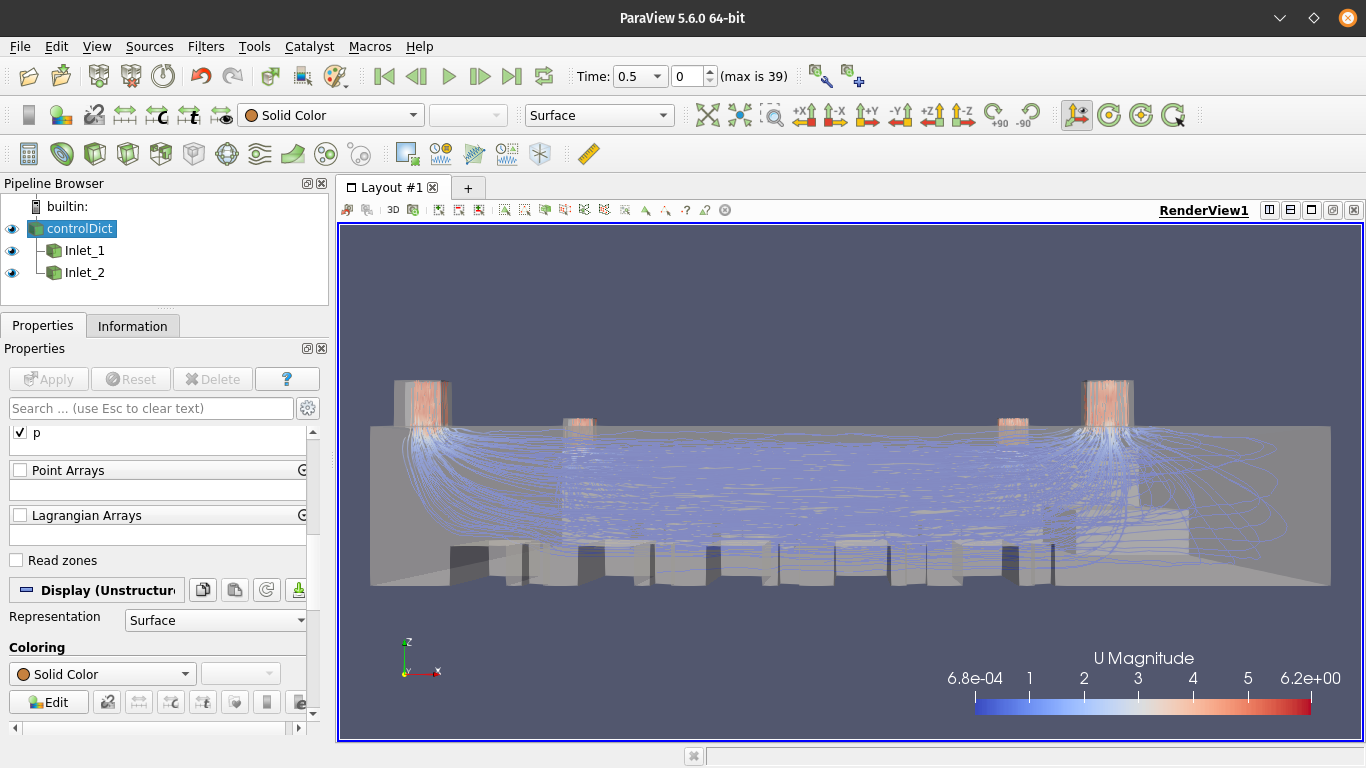 ParaView 5.6.0 64-bit
File Edit View Sources Filters Tools Catalyst Macros Help
Time: 0.5 0 (max is 39)
Solid Color Surface +X -X +Y -Y +Z -Z +90 -90
Pipeline Browser
builtin:
controlDict
Inlet_1
Inlet_2
Properties Information
Properties
Apply Reset Delete ?
Search ... (use Esc to clear text)
p
Point Arrays
Lagrangian Arrays
Read zones
Display (Unstructur
Representation Surface
Coloring
Solid Color
Edit
Layout #1 +
3D RenderView1
Z
Y X
U Magnitude
6.8e-04 1 2 3 4 5 6.2e+00